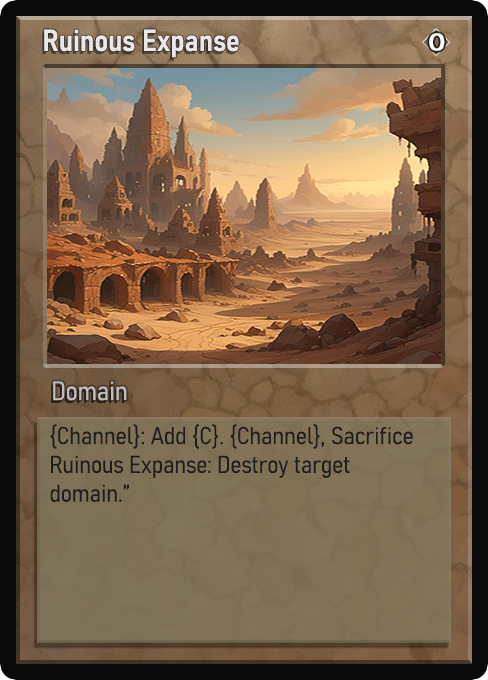 Ruinous Expanse
0
Domain
{Channel}: Add {C}. {Channel}, Sacrifice
Ruinous Expanse: Destroy target
domain.”